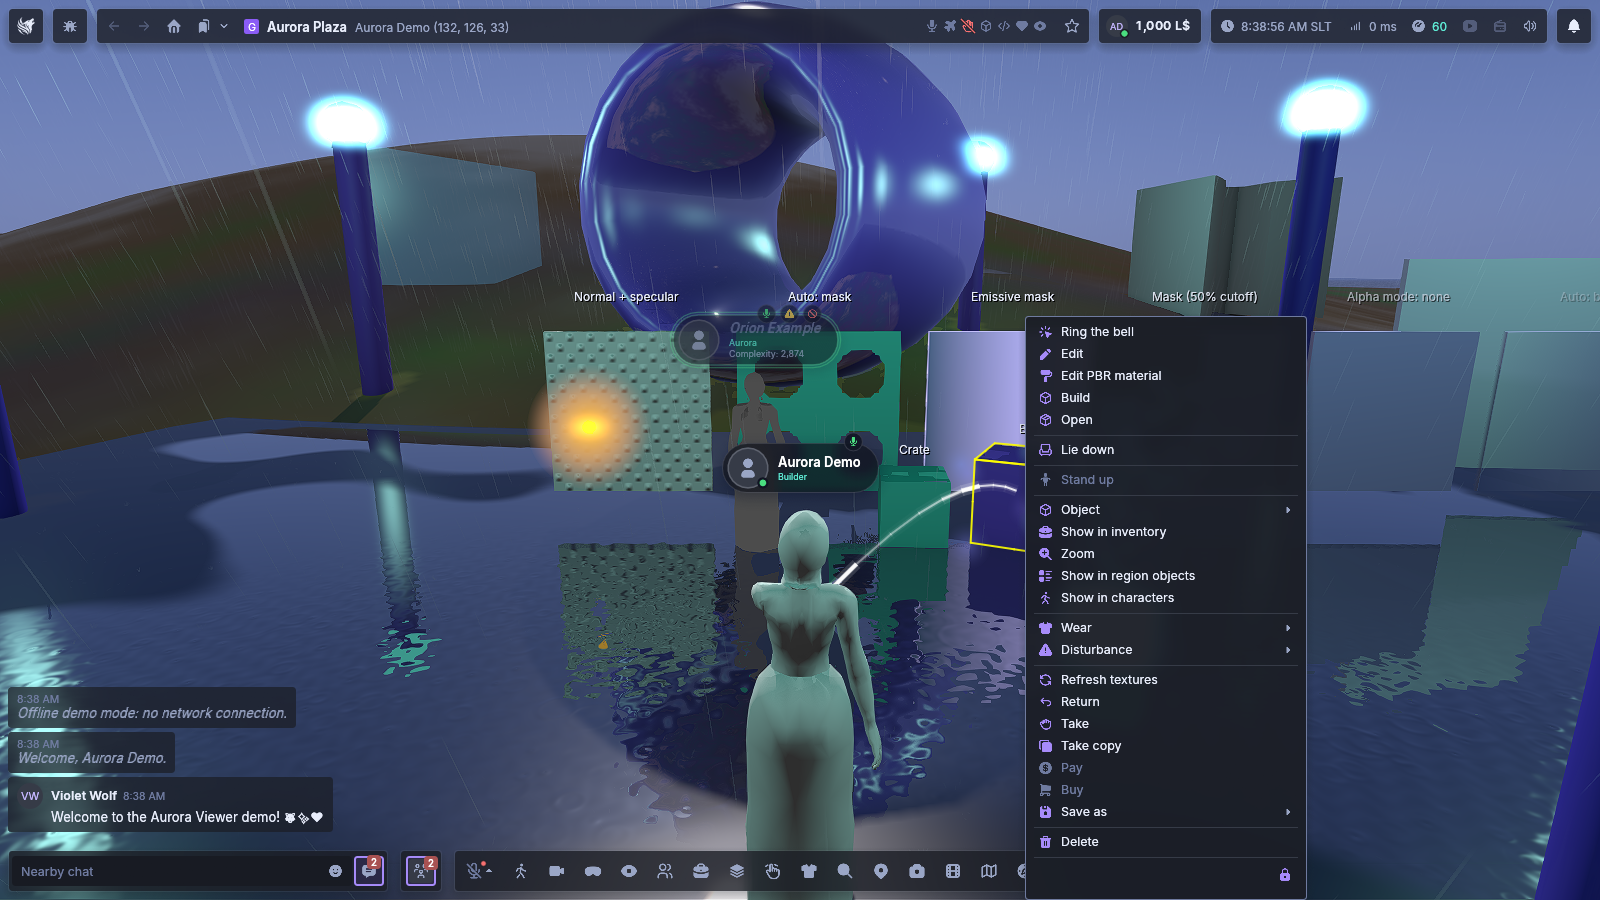 G Aurora Plaza Aurora Demo (132, 126, 33)
AD 1,000 L$
8:38:56 AM SLT 0 ms 60
Normal + specular
Auto: mask
Emissive mask
Mask (50% cutoff)
Alpha mode: none
Orion Example
Aurora
Complexity: 2,874
Crate
Aurora Demo
Builder
Ring the bell
Edit
Edit PBR material
Build
Open
Lie down
Stand up
Object
Show in inventory
Zoom
Show in region objects
Show in characters
Wear
Disturbance
Refresh textures
Return
Take
Take copy
Pay
Buy
Save as
Delete
8:38 AM
Offline demo mode: no network connection.
8:38 AM
Welcome, Aurora Demo.
VW Violet Wolf 8:38 AM
Welcome to the Aurora Viewer demo!
Nearby chat
2
2